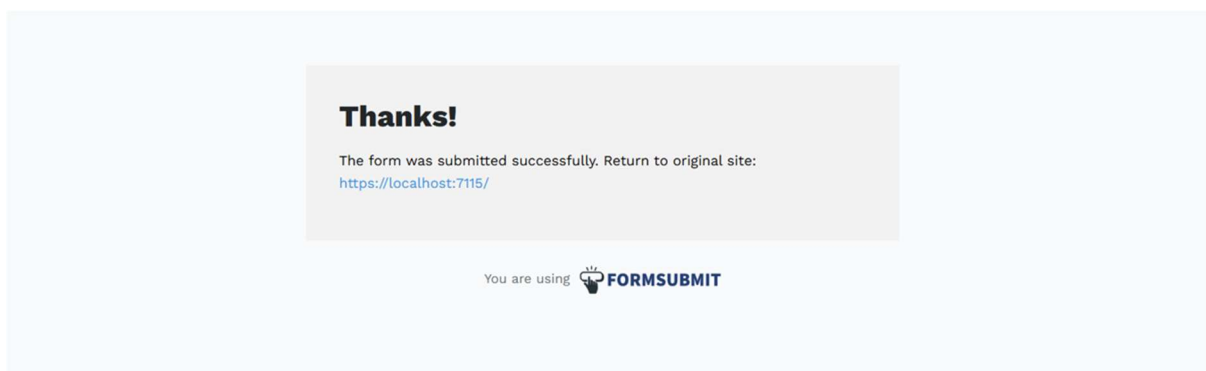 Thanks!
The form was submitted successfully. Return to original site:
https://localhost:7115/
You are using FORMSUBMIT